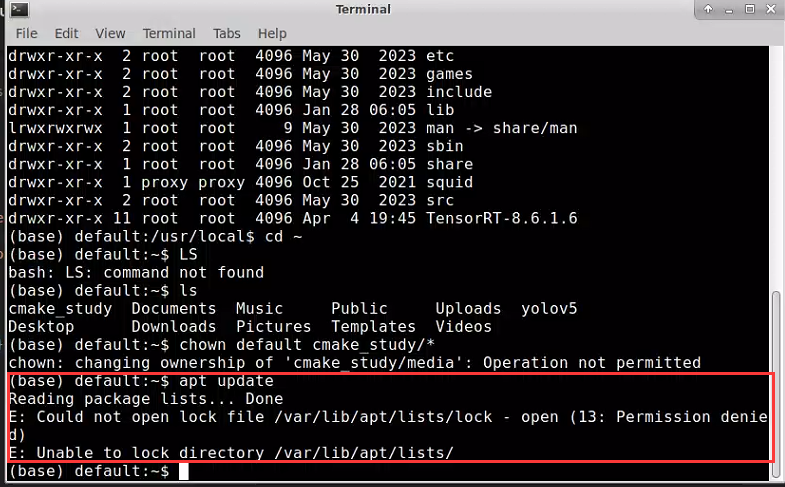 Terminal
File Edit View Terminal Tabs Help
drwxr-xr-x  2 root  root  4096 May 30  2023 etc
drwxr-xr-x  2 root  root  4096 May 30  2023 games
drwxr-xr-x  2 root  root  4096 May 30  2023 include
drwxr-xr-x  1 root  root  4096 Jan 28 06:05 lib
lrwxrwxrwx  1 root  root     9 May 30  2023 man -> share/man
drwxr-xr-x  2 root  root  4096 May 30  2023 sbin
drwxr-xr-x  1 root  root  4096 Jan 28 06:05 share
drwxr-xr-x  1 proxy proxy 4096 Oct 25  2021 squid
drwxr-xr-x  2 root  root  4096 May 30  2023 src
drwxr-xr-x 11 root  root  4096 Apr  4 19:45 TensorRT-8.6.1.6
(base) default:/usr/local$ cd ~
(base) default:~$ LS
bash: LS: command not found
(base) default:~$ ls
cmake_study  Documents  Music     Public     Uploads  yolov5
Desktop      Downloads  Pictures  Templates  Videos
(base) default:~$ chown default cmake_study/*
chown: changing ownership of 'cmake_study/media': Operation not permitted
(base) default:~$ apt update
Reading package lists... Done
E: Could not open lock file /var/lib/apt/lists/lock - open (13: Permission denie
d)
E: Unable to lock directory /var/lib/apt/lists/
(base) default:~$